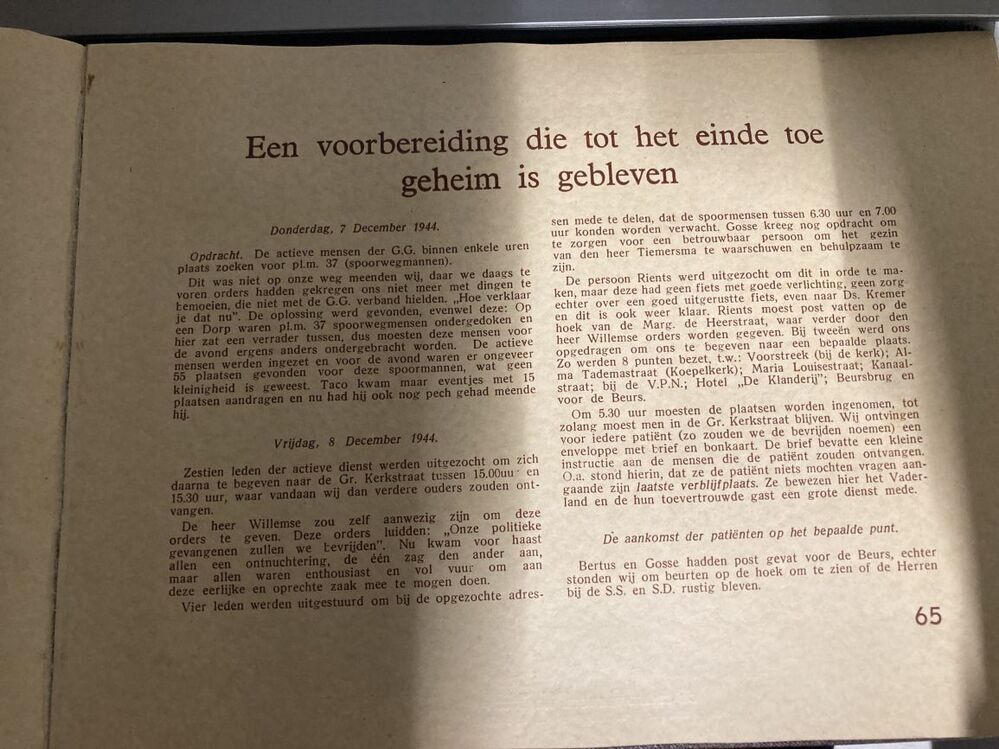 Een voorbereiding die tot het einde toe
geheim is gebleven
Donderdag, 7 December 1944.
Opdracht. De actieve mensen der G.G. binnen enkele uren
plaats zoeken voor pl.m. 37 (spoorwegmannen).
Dit was niet op onze weg meenden wij, daar we daags te
voren orders hadden gekregen ons niet meer met dingen te
bemoeien, die niet met de G.G. verband hielden. „Hoe verklaar
je dat nu". De oplossing werd gevonden, evenwel deze: Op
een Dorp waren pl.m. 37 spoorwegmensen ondergedoken en
hier zat een verrader tussen, dus moesten deze mensen voor
de avond ergens anders ondergebracht worden. De actieve
mensen werden ingezet en voor de avond waren er ongeveer
55 plaatsen gevonden voor deze spoormannen, wat geen
kleinigheid is geweest. Taco kwam maar eventjes met 15
plaatsen aandragen en nu had hij ook nog pech gehad meende
hij.
Vrijdag, 8 December 1944.
Zestien leden der actieve dienst werden uitgezocht om zich
daarna te begeven naar de Gr. Kerkstraat tussen 15.00uur en
15.30 uur, waar vandaan wij dan verdere ouders zouden ont-
vangen.
De heer Willemse zou zelf aanwezig zijn om deze
orders te geven. Deze orders luidden: „Onze politieke
gevangenen zullen we bevrijden". Nu kwam voor haast
allen een ontnuchtering, de één zag den ander aan,
maar allen waren enthousiast en vol vuur om aan
deze eerlijke en oprechte zaak mee te mogen doen.
Vier leden werden uitgestuurd om bij de opgezochte adres-
sen mede te delen, dat de spoormensen tussen 6.30 uur en 7.00
uur konden worden verwacht. Gosse kreeg nog opdracht om
te zorgen voor een betrouwbaar persoon om het gezin
van den heer Tiemersma te waarschuwen en behulpzaam te
zijn.
De persoon Rients werd uitgezocht om dit in orde te ma-
ken, maar deze had geen fiets met goede verlichting, geen zorg-
echter over een goed uitgeruste fiets, even naar Ds. Kremer
en dit is ook weer klaar. Rients moest post vatten op de
hoek van de Marg. de Heerstraat, waar verder door den
heer Willemse orders worden gegeven. Bij tweeën werd ons
opgedragen om ons te begeven naar een bepaalde plaats.
Zo werden 8 punten bezet, t.w.: Voorstreek (bij de kerk); Al-
ma Tademastraat (Koepelkerk); Maria Louisestraat; Kanaal-
straat; bij de V.P.N.; Hotel „De Klanderij"; Beursbrug en
voor de Beurs.
Om 5.30 uur moesten de plaatsen worden ingenomen, tot
zolang moest men in de Gr. Kerkstraat blijven. Wij ontvingen
voor iedere patiënt (zo zouden we de bevrijden noemen) een
enveloppe met brief en bonkaart. De brief bevatte een kleine
instructie aan de mensen die de patiënt zouden ontvangen.
O.a. stond hierin, dat ze de patiënt niets mochten vragen aan-
gaande zijn laatste verblijfplaats. Ze bewezen hier het Vader-
land en de hun toevertrouwde gast een grote dienst mede.
De aankomst der patiënten op het bepaalde punt.
Bertus en Gosse hadden post gevat voor de Beurs, echter
stonden wij om beurten op de hoek om te zien of de Herren
bij de S.S. en S.D. rustig bleven.
65